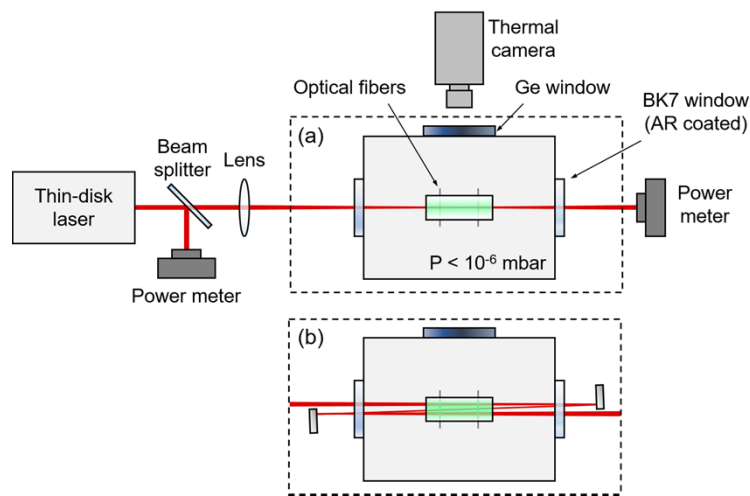 Thermal
camera
Optical fibers
Ge window
BK7 window
(AR coated)
(a)
Beam
splitter
Lens
Thin-disk
laser
Power
meter
P < 10⁻⁶ mbar
Power meter
(b)